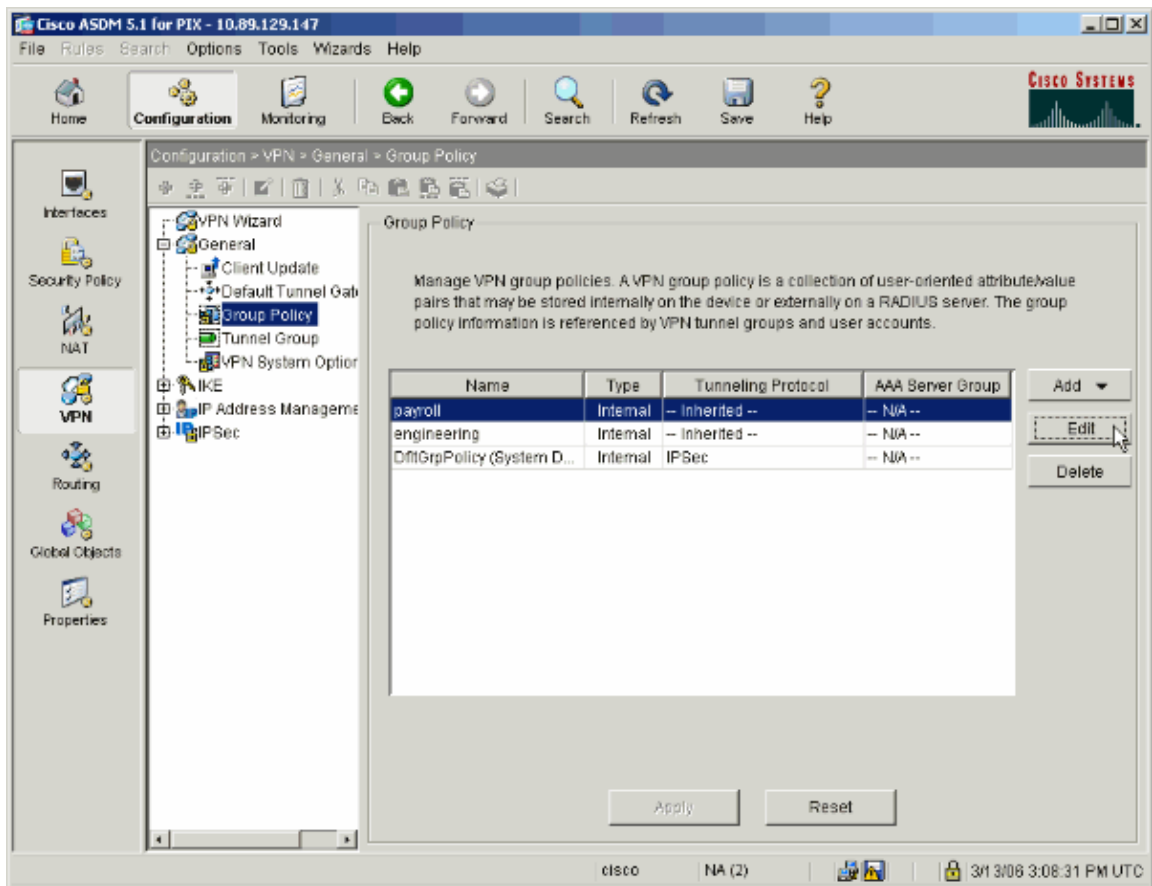 Cisco ASDM 5.1 for PIX - 10.89.129.147
File Rules Search Options Tools Wizards Help
Home Configuration Monitoring Back Forward Search Refresh Save Help
CISCO SYSTEMS
Configuration > VPN > General > Group Policy
Interfaces
Security Policy
NAT
VPN
Routing
Global Objects
Properties
VPN Wizard
General
Client Update
Default Tunnel Gat
Group Policy
Tunnel Group
VPN System Option
IKE
IP Address Manageme
IPSec
Group Policy
Manage VPN group policies. A VPN group policy is a collection of user-oriented attribute/value
pairs that may be stored internally on the device or externally on a RADIUS server. The group
policy information is referenced by VPN tunnel groups and user accounts.
Name Type Tunneling Protocol AAA Server Group
payroll Internal -- Inherited -- -- N/A --
engineering Internal -- Inherited -- -- N/A --
DfltGrpPolicy (System D... Internal IPSec -- N/A --
Add
Edit
Delete
Apply Reset
cisco NA (2) 3/13/06 3:08:31 PM UTC